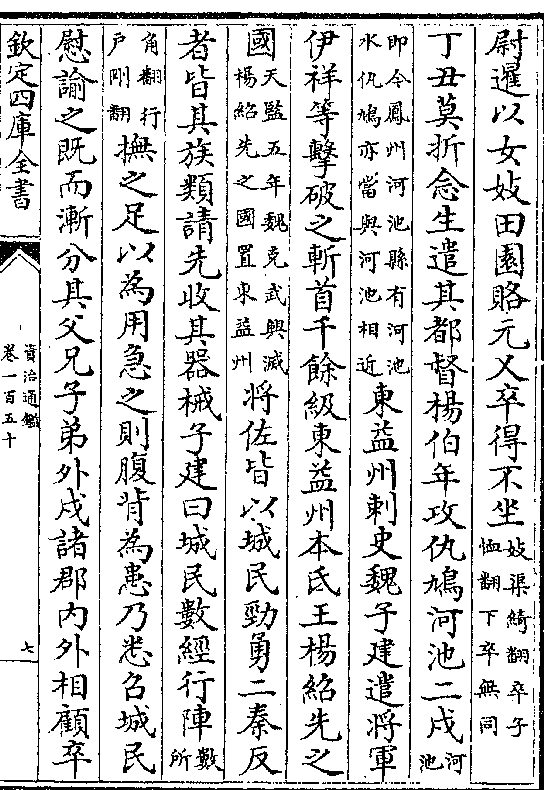 尉暹以女妓田園賂元乂卒得不坐妓渠綺翻卒子恤翻下卒無同
丁丑莫折念生遣其都督楊伯年攻仇鳩河池二戍河池
即今鳳州河池縣有河池水仇鳩亦當與河池相近東益州刺史魏子建遣將軍
伊祥等擊破之斬首千餘級東益州本氐王楊紹先之
國天監五年魏克武興滅楊紹先之國置東益州將佐皆以城民勁勇二秦反
者皆其族類請先收其器械子建曰城民數經行陣數所
角翻行戶剛翻撫之足以為用急之則腹背為患乃悉召城民
慰諭之既而漸分其父兄子弟外戍諸郡内外相顧卒
欽定四庫全書
資治通鑑
卷一百五十
七